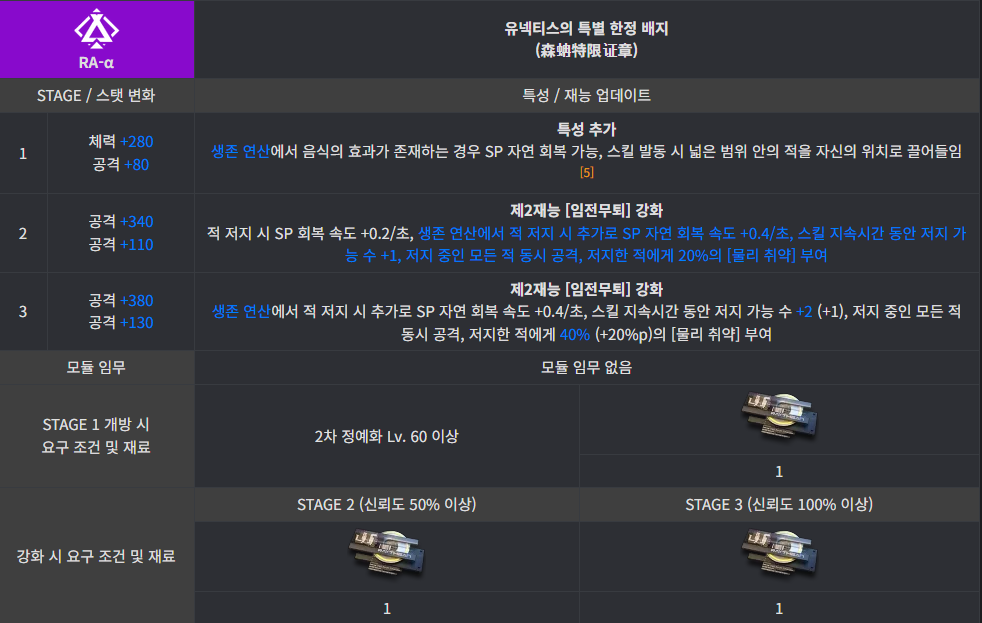 RA-α
유넥티스의 특별 한정 배지
(森蚺特限证章)
STAGE / 스탯 변화
특성 / 재능 업데이트
1
체력 +280
공격 +80
특성 추가
생존 연산에서 음식의 효과가 존재하는 경우 SP 자연 회복 가능, 스킬 발동 시 넓은 범위 안의 적을 자신의 위치로 끌어들임
[5]
2
공격 +340
공격 +110
제2재능 [임전무퇴] 강화
적 저지 시 SP 회복 속도 +0.2/초, 생존 연산에서 적 저지 시 추가로 SP 자연 회복 속도 +0.4/초, 스킬 지속시간 동안 저지 가
능 수 +1, 저지 중인 모든 적 동시 공격, 저지한 적에게 20%의 [물리 취약] 부여
3
공격 +380
공격 +130
제2재능 [임전무퇴] 강화
생존 연산에서 적 저지 시 추가로 SP 자연 회복 속도 +0.4/초, 스킬 지속시간 동안 저지 가능 수 +2 (+1), 저지 중인 모든 적
동시 공격, 저지한 적에게 40% (+20%p)의 [물리 취약] 부여
모듈 임무
모듈 임무 없음
STAGE 1 개방 시
요구 조건 및 재료
2차 정예화 Lv. 60 이상
1
강화 시 요구 조건 및 재료
STAGE 2 (신뢰도 50% 이상)
STAGE 3 (신뢰도 100% 이상)
1
1